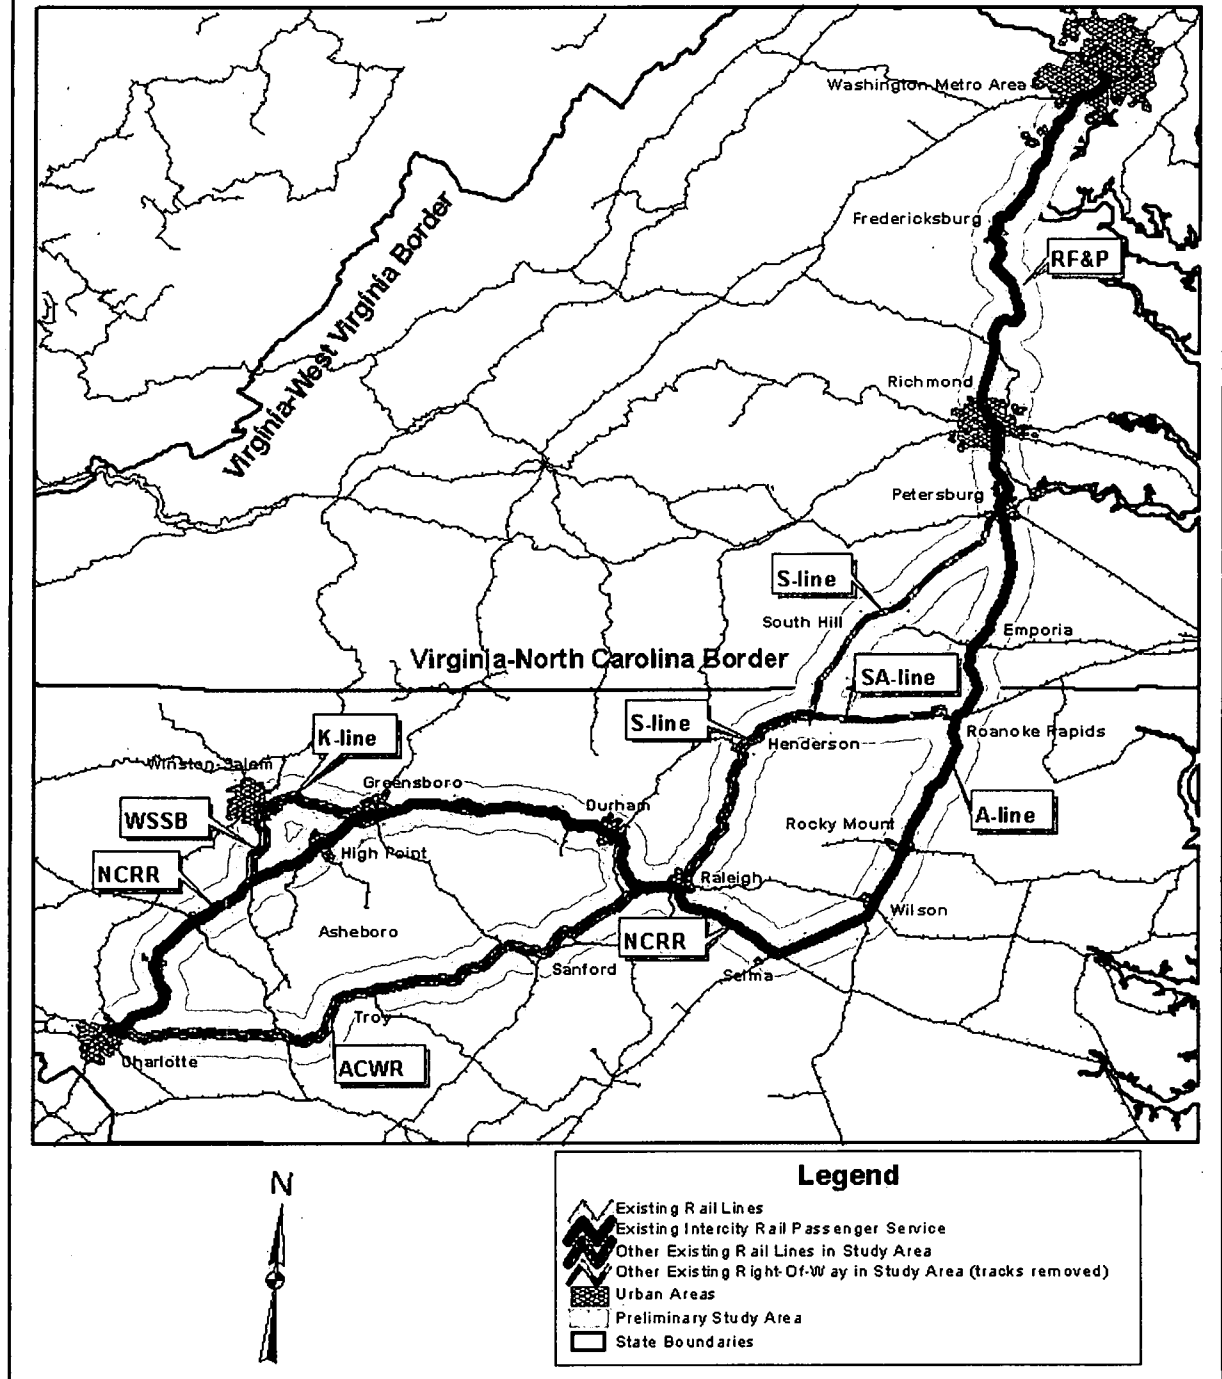 Washington Metro Area
Fredericksburg
RF&P
Virginia-West Virginia Border
Richmond
Petersburg
S-line
South Hill
Emporia
Virginia-North Carolina Border
SA-line
S-line
Henderson
Roanoke Rapids
K-line
Winston-Salem
Greensboro
WSSB
Durham
A-line
Rocky Mount
High Point
NCRR
Raleigh
Wilson
Asheboro
NCRR
Sanford
Selma
Troy
Charlotte
ACWR
N
Legend
Existing Rail Lines
Existing Intercity Rail Passenger Service
Other Existing Rail Lines in Study Area
Other Existing Right-Of-Way in Study Area (tracks removed)
Urban Areas
Preliminary Study Area
State Boundaries